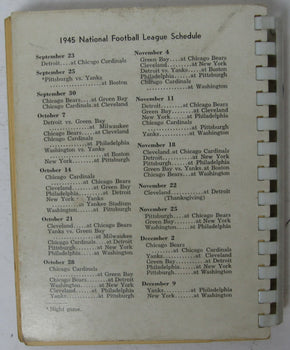 1945 National Football League Schedule
September 23
Detroit....at Chicago Cardinals
September 25
*Pittsburgh vs. Yanks
at Boston
September 30
Chicago Bears....at Green Bay
Chicago Cardinals at Cleveland
October 7
Detroit vs. Green Bay
at Milwaukee
Chicago Bears....at Cleveland
Chicago Cardinals
at Philadelphia
Yanks....at Pittsburgh
Washington....at Boston
October 14
Chicago Cardinals
at Chicago Bears
Cleveland....at Green Bay
Philadelphia....at Detroit
New York vs. Yanks
at Yankee Stadium
Washington....at Pittsburgh
October 21
Cleveland....at Chicago Bears
Yanks vs. Green Bay
at Milwaukee
Chicago Cardinals....at Detroit
Pittsburgh....at New York
Philadelphia....at Washington
October 28
Chicago Cardinals
at Green Bay
Chicago Bears....at Detroit
Washington....at New York
Cleveland....at Philadelphia
Yanks....at Pittsburgh
*Night game.
November 4
Green Bay....at Chicago Bears
Cleveland....at New York
Detroit vs. Yanks....at Boston
Philadelphia....at Pittsburgh
Chicago Cardinals
at Washington
November 11
Detroit....at Chicago Bears
Green Bay....at Cleveland
New York....at Philadelphia
Chicago Cardinals
at Pittsburgh
November 18
Cleveland..at Chicago Cardinals
Detroit....at New York
Pittsburgh....at Philadelphia
Green Bay vs. Yanks at Boston
Chicago Bears....at Washington
November 22
Cleveland....at Detroit
(Thanksgiving)
November 25
Pittsburgh....at Chicago Bears
Green Bay....at New York
Washington....at Philadelphia
December 2
Chicago Bears
at Chicago Cardinals
Yanks....at Cleveland
Green Bay....at Detroit
Philadelphia....at New York
Pittsburgh....at Washington
December 9
Yanks....at Philadelphia
New York....at Washington